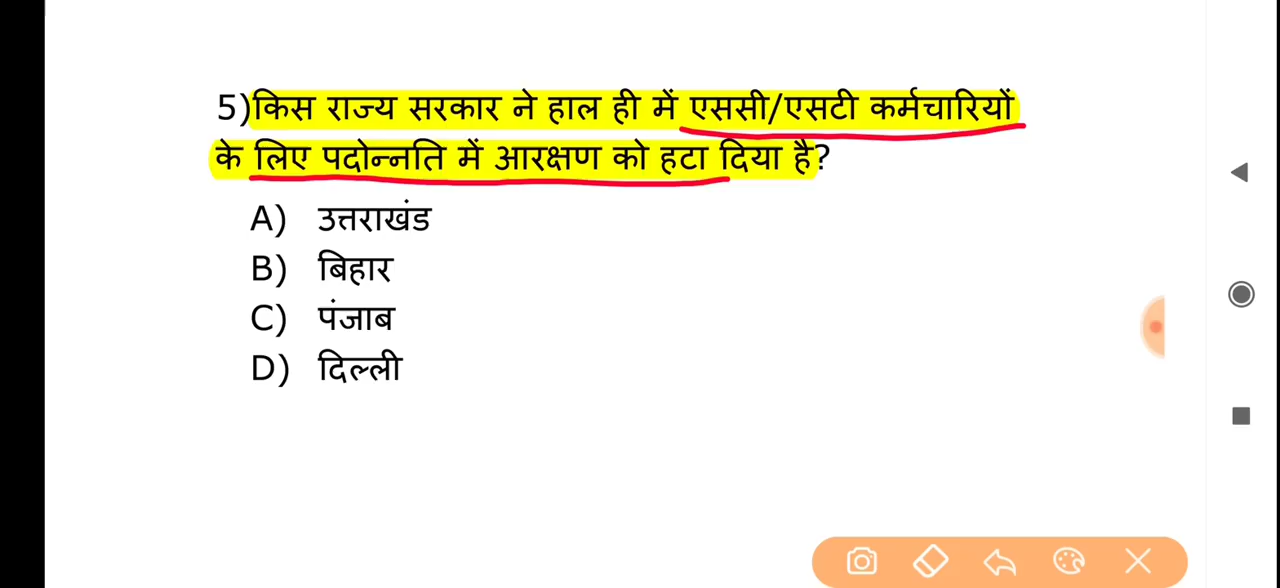 5)किस राज्य सरकार ने हाल ही में एससी/एसटी कर्मचारियों
के लिए पदोन्नति में आरक्षण को हटा दिया है?
A) उत्तराखंड
B) बिहार
C) पंजाब
D) दिल्ली